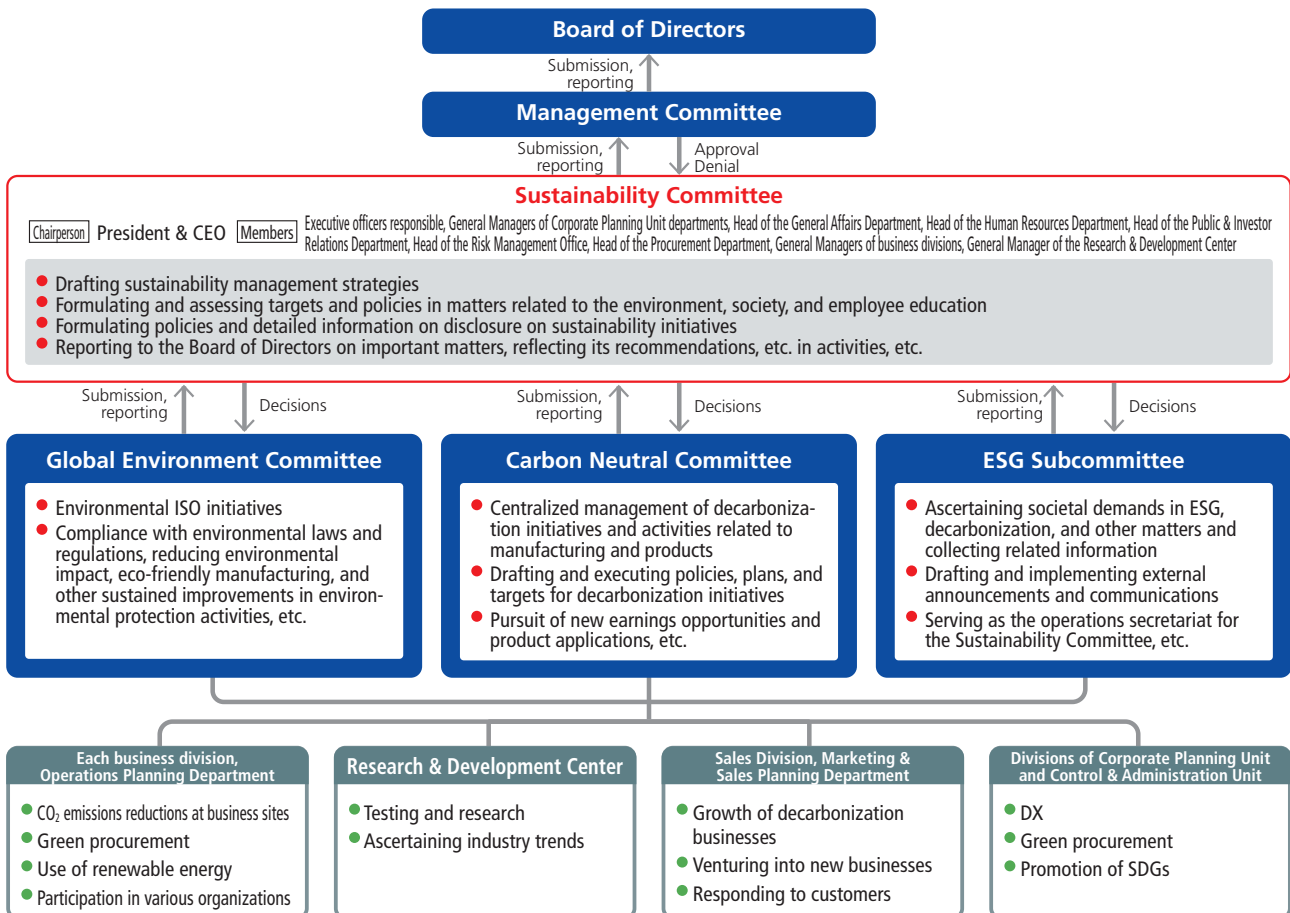 Board of Directors
Submission,
reporting
Management Committee
Submission,
reporting
Approval
Denial
Sustainability Committee
Chairperson President & CEO Members
Executive officers responsible, General Managers of Corporate Planning Unit departments, Head of the General Affairs Department, Head of the Human Resources Department, Head of the Public & Investor
Relations Department, Head of the Risk Management Office, Head of the Procurement Department, General Managers of business divisions, General Manager of the Research & Development Center
● Drafting sustainability management strategies
● Formulating and assessing targets and policies in matters related to the environment, society, and employee education
● Formulating policies and detailed information on disclosure on sustainability initiatives
● Reporting to the Board of Directors on important matters, reflecting its recommendations, etc. in activities, etc.
Submission,
reporting
Decisions
Submission,
reporting
Decisions
Submission,
reporting
Decisions
Global Environment Committee
● Environmental ISO initiatives
● Compliance with environmental laws and
regulations, reducing environmental
impact, eco-friendly manufacturing, and
other sustained improvements in environ-
mental protection activities, etc.
Carbon Neutral Committee
● Centralized management of decarboniza-
tion initiatives and activities related to
manufacturing and products
● Drafting and executing policies, plans, and
targets for decarbonization initiatives
● Pursuit of new earnings opportunities and
product applications, etc.
ESG Subcommittee
● Ascertaining societal demands in ESG,
decarbonization, and other matters and
collecting related information
● Drafting and implementing external
announcements and communications
● Serving as the operations secretariat for
the Sustainability Committee, etc.
Each business division,
Operations Planning Department
● CO₂ emissions reductions at business sites
● Green procurement
● Use of renewable energy
● Participation in various organizations
Research & Development Center
● Testing and research
● Ascertaining industry trends
Sales Division, Marketing &
Sales Planning Department
● Growth of decarbonization
businesses
● Venturing into new businesses
● Responding to customers
Divisions of Corporate Planning Unit
and Control & Administration Unit
● DX
● Green procurement
● Promotion of SDGs